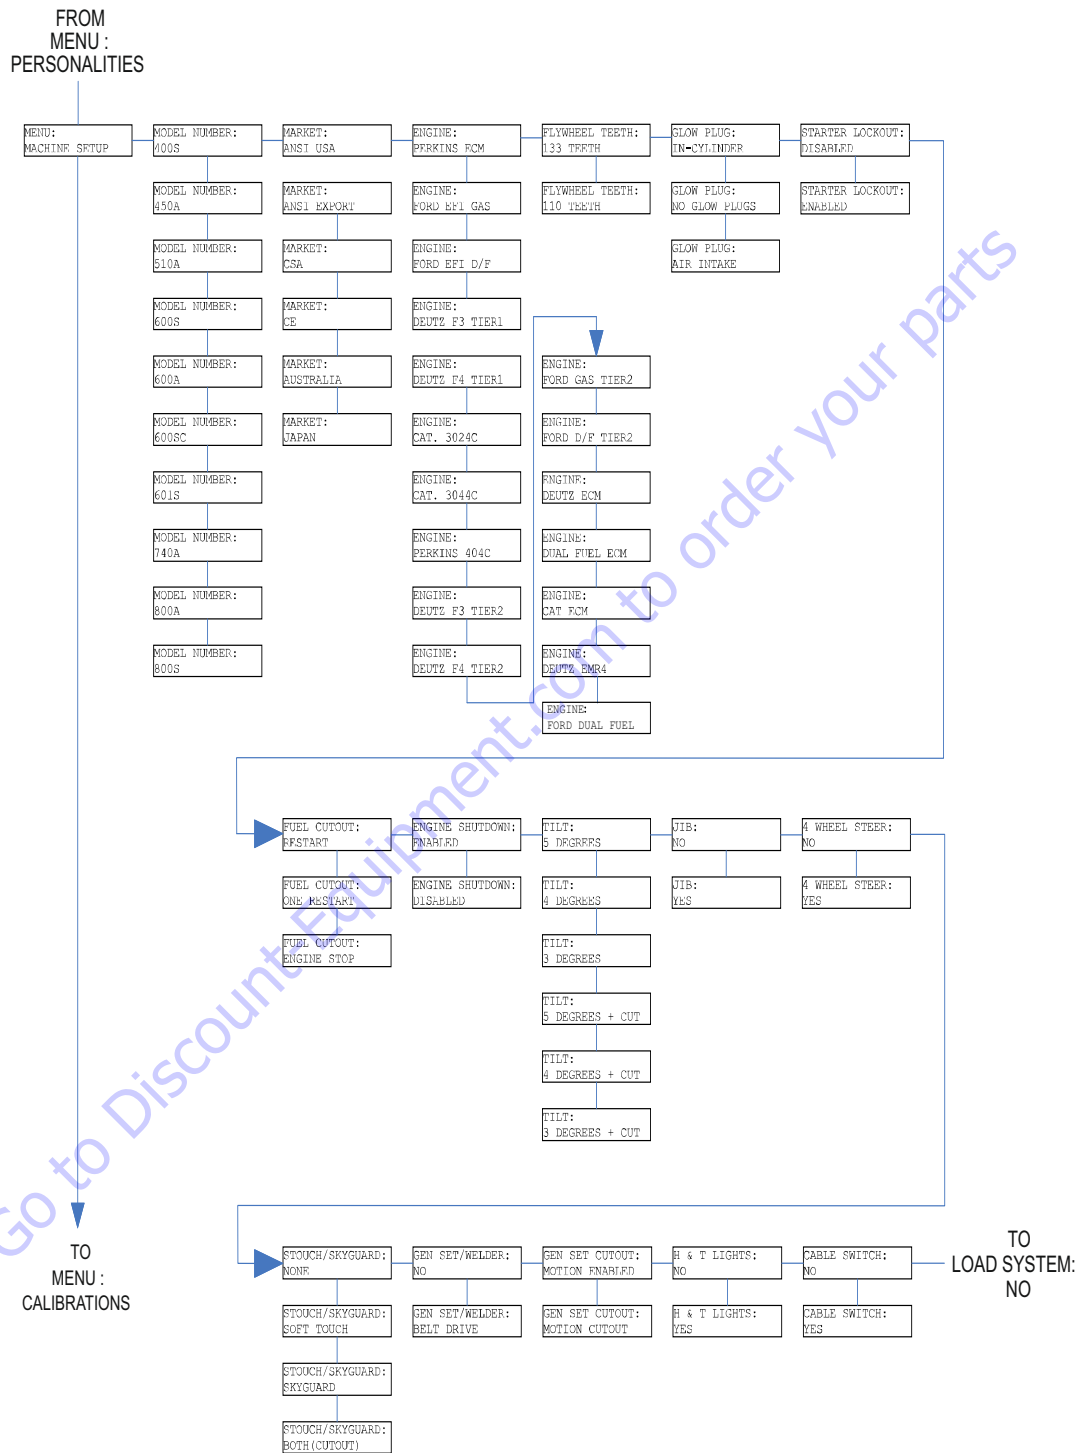 FROM
MENU :
PERSONALITIES
MENU:
MACHINE SETUP
MODEL NUMBER:
400S
MODEL NUMBER:
450A
MODEL NUMBER:
510A
MODEL NUMBER:
600S
MODEL NUMBER:
600A
MODEL NUMBER:
600SC
MODEL NUMBER:
601S
MODEL NUMBER:
740A
MODEL NUMBER:
800A
MODEL NUMBER:
800S
MARKET:
ANSI USA
MARKET:
ANSI EXPORT
MARKET:
CSA
MARKET:
CE
MARKET:
AUSTRALIA
MARKET:
JAPAN
ENGINE:
PERKINS ECM
ENGINE:
FORD EFI GAS
ENGINE:
FORD EFI D/F
ENGINE:
DEUTZ F3 TIER1
ENGINE:
DEUTZ F4 TIER1
ENGINE:
CAT. 3024C
ENGINE:
CAT. 3044C
ENGINE:
PERKINS 404C
ENGINE:
DEUTZ F3 TIER2
ENGINE:
DEUTZ F4 TIER2
ENGINE:
FORD GAS TIER2
ENGINE:
FORD D/F TIER2
ENGINE:
DEUTZ ECM
ENGINE:
DUAL FUEL ECM
ENGINE:
CAT ECM
ENGINE:
DEUTZ EMR4
ENGINE:
FORD DUAL FUEL
FLYWHEEL TEETH:
133 TEETH
FLYWHEEL TEETH:
110 TEETH
GLOW PLUG:
IN-CYLINDER
GLOW PLUG:
NO GLOW PLUGS
GLOW PLUG:
AIR INTAKE
STARTER LOCKOUT:
DISABLED
STARTER LOCKOUT:
ENABLED
FUEL CUTOUT:
RESTART
FUEL CUTOUT:
ONE RESTART
FUEL CUTOUT:
ENGINE STOP
ENGINE SHUTDOWN:
ENABLED
ENGINE SHUTDOWN:
DISABLED
TILT:
5 DEGREES
TILT:
4 DEGREES
TILT:
3 DEGREES
TILT:
5 DEGREES + CUT
TILT:
4 DEGREES + CUT
TILT:
3 DEGREES + CUT
JIB:
NO
JIB:
YES
4 WHEEL STEER:
NO
4 WHEEL STEER:
YES
STOUCH/SKYGUARD:
NONE
STOUCH/SKYGUARD:
SOFT TOUCH
STOUCH/SKYGUARD:
SKYGUARD
STOUCH/SKYGUARD:
BOTH(CUTOUT)
GEN SET/WELDER:
NO
GEN SET/WELDER:
BELT DRIVE
GEN SET CUTOUT:
MOTION ENABLED
GEN SET CUTOUT:
MOTION CUTOUT
H & T LIGHTS:
NO
H & T LIGHTS:
YES
CABLE SWITCH:
NO
CABLE SWITCH:
YES
TO
LOAD SYSTEM:
NO
TO
MENU :
CALIBRATIONS
Go to Discount-Equipment.com to order your parts